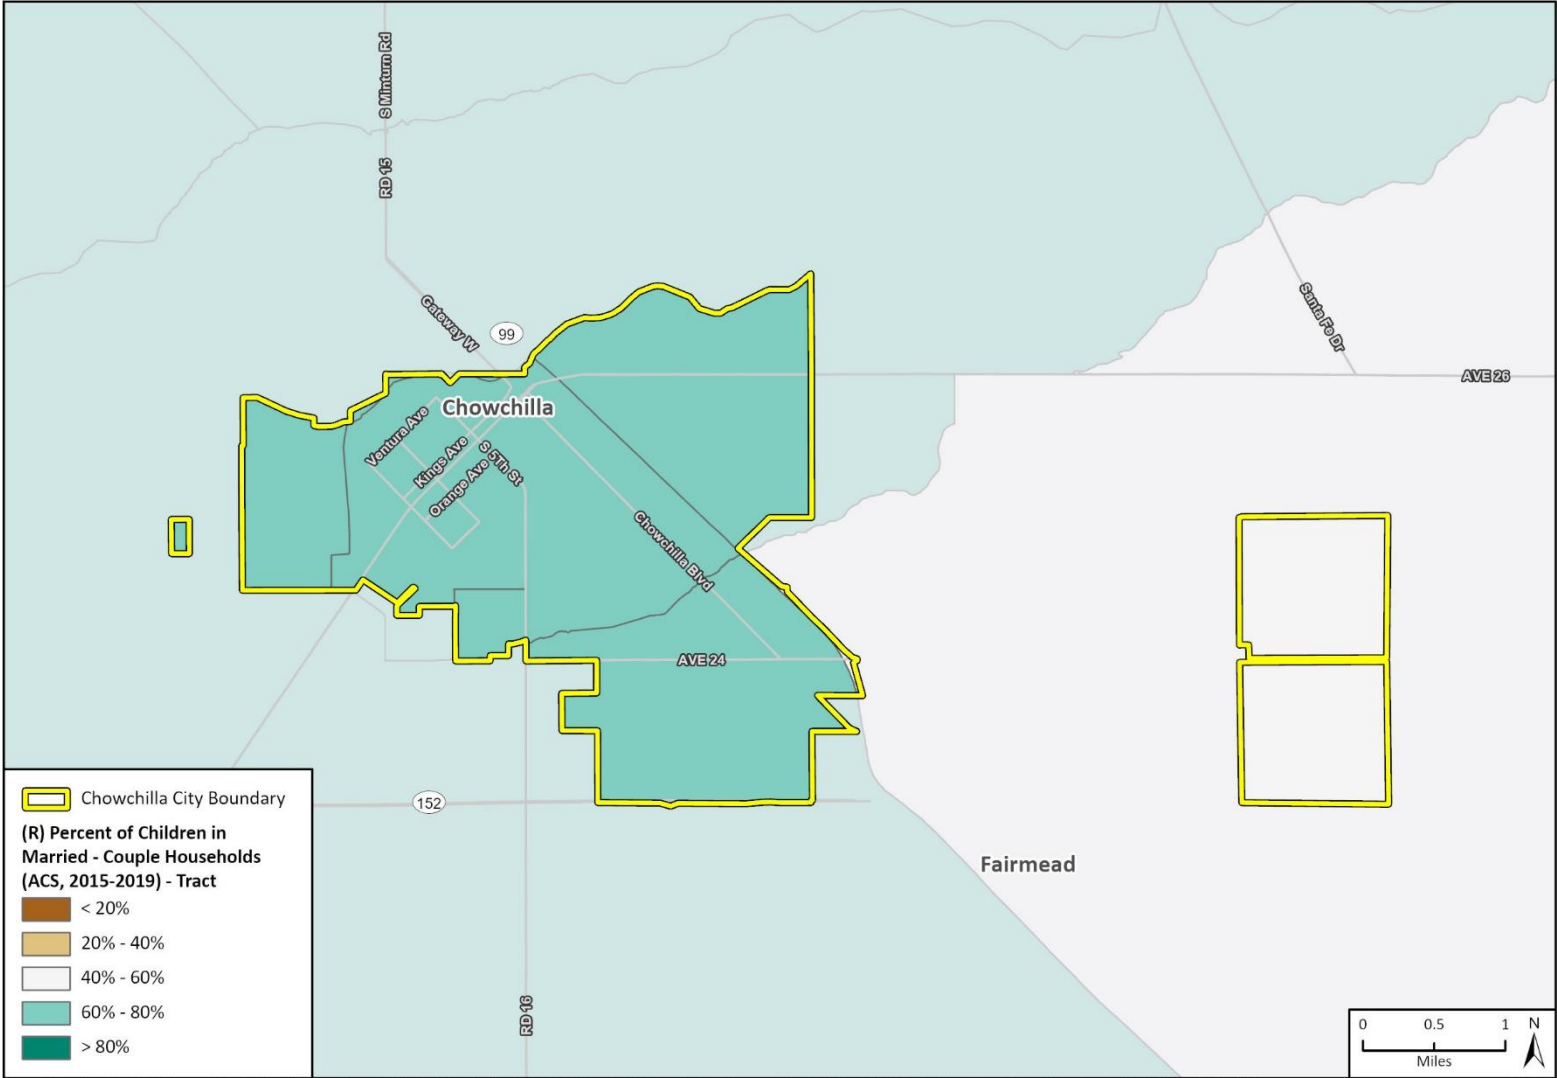 S Minturn Rd
RD 15
Gateway W
99
Santa Fe Dr
AVE 26
Chowchilla
Ventura Ave
Kings Ave
S 5Th St
Orange Ave
Chowchilla Blvd
AVE 24
152
Fairmead
RD 16
Chowchilla City Boundary
(R) Percent of Children in
Married - Couple Households
(ACS, 2015-2019) - Tract
< 20%
20% - 40%
40% - 60%
60% - 80%
> 80%
0 0.5 1
Miles
N